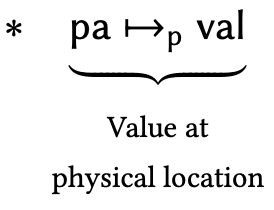 * pa ↦ₚ val
Value at
physical location